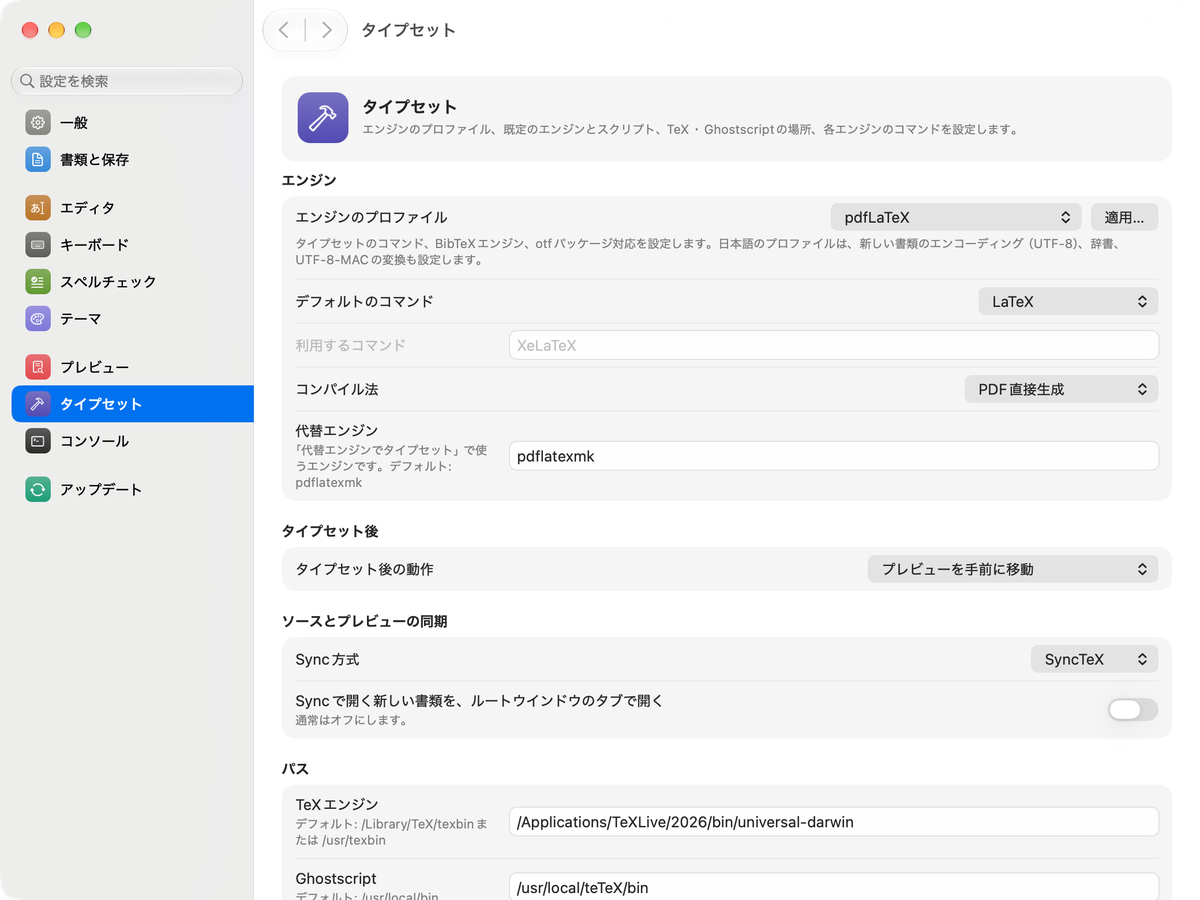 タイプセット
設定を検索
一般
書類と保存
エディタ
キーボード
スペルチェック
テーマ
プレビュー
タイプセット
コンソール
アップデート
タイプセット
エンジンのプロファイル、既定のエンジンとスクリプト、TeX・Ghostscriptの場所、各エンジンのコマンドを設定します。
エンジン
エンジンのプロファイル
pdfLaTeX
適用...
タイプセットのコマンド、BibTeXエンジン、otfパッケージ対応を設定します。日本語のプロファイルは、新しい書類のエンコーディング（UTF-8）、辞書、
UTF-8-MACの変換も設定します。
デフォルトのコマンド
LaTeX
利用するコマンド
XeLaTeX
コンパイル法
PDF直接生成
代替エンジン
「代替エンジンでタイプセット」で使
うエンジンです。デフォルト:
pdflatexmk
pdflatexmk
タイプセット後
タイプセット後の動作
プレビューを手前に移動
ソースとプレビューの同期
Sync方式
SyncTeX
Syncで開く新しい書類を、ルートウインドウのタブで開く
通常はオフにします。
パス
TeXエンジン
デフォルト: /Library/TeX/texbinま
たは /usr/texbin
/Applications/TeXLive/2026/bin/universal-darwin
Ghostscript
デフォルト: /usr/local/bin
/usr/local/teTeX/bin